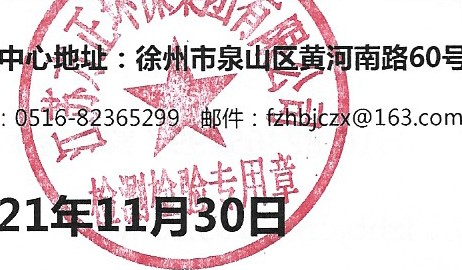 中心地址：徐州市泉山区黄河南路60号
：0516-82365299 邮件：fzhbjczx@163.com
21年11月30日
检测检验专用章